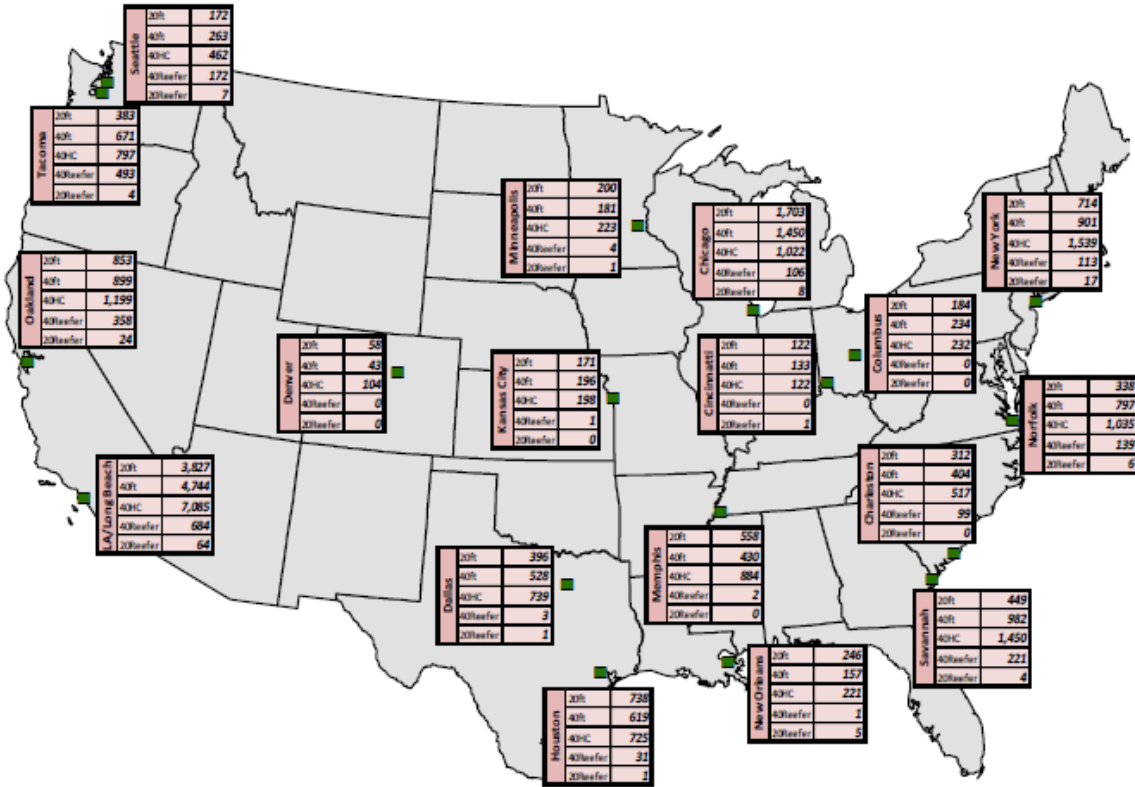 Seattle
20ft 172
40ft 263
40HC 462
40Reefer 172
20Reefer 7
Tacoma
20ft 383
40ft 671
40HC 797
40Reefer 493
20Reefer 4
Minneapolis
20ft 200
40ft 181
40HC 223
40Reefer 4
20Reefer 1
Chicago
20ft 1,703
40ft 1,450
40HC 1,022
40Reefer 106
20Reefer 8
New York
20ft 714
40ft 901
40HC 1,539
40Reefer 113
20Reefer 17
Oakland
20ft 853
40ft 899
40HC 1,199
40Reefer 358
20Reefer 24
Denver
20ft 58
40ft 43
40HC 104
40Reefer 0
20Reefer 0
Kansas City
20ft 171
40ft 196
40HC 198
40Reefer 1
20Reefer 0
Cincinnatti
20ft 122
40ft 133
40HC 122
40Reefer 0
20Reefer 1
Columbus
20ft 184
40ft 234
40HC 232
40Reefer 0
20Reefer 0
Norfolk
20ft 338
40ft 797
40HC 1,035
40Reefer 139
20Reefer 6
LA/Long Beach
20ft 3,827
40ft 4,744
40HC 7,085
40Reefer 684
20Reefer 64
Charleston
20ft 312
40ft 404
40HC 517
40Reefer 99
20Reefer 0
Dallas
20ft 396
40ft 528
40HC 739
40Reefer 3
20Reefer 1
Memphis
20ft 558
40ft 430
40HC 884
40Reefer 2
20Reefer 0
Savannah
20ft 449
40ft 982
40HC 1,450
40Reefer 221
20Reefer 4
New Orleans
20ft 246
40ft 157
40HC 221
40Reefer 1
20Reefer 5
Houston
20ft 738
40ft 619
40HC 725
40Reefer 31
20Reefer 1